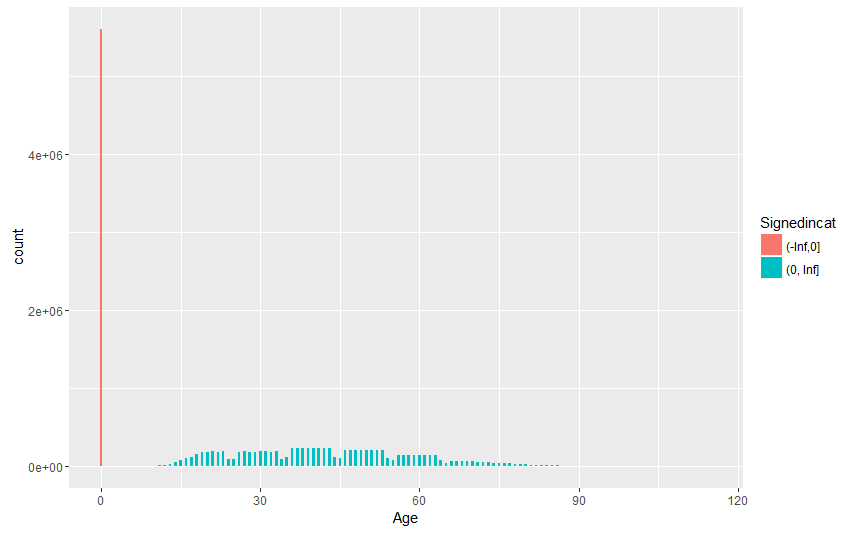 4e+06
2e+06
0e+00
count
0
30
60
90
120
Age
Signedincat
(-Inf,0]
(0, Inf]